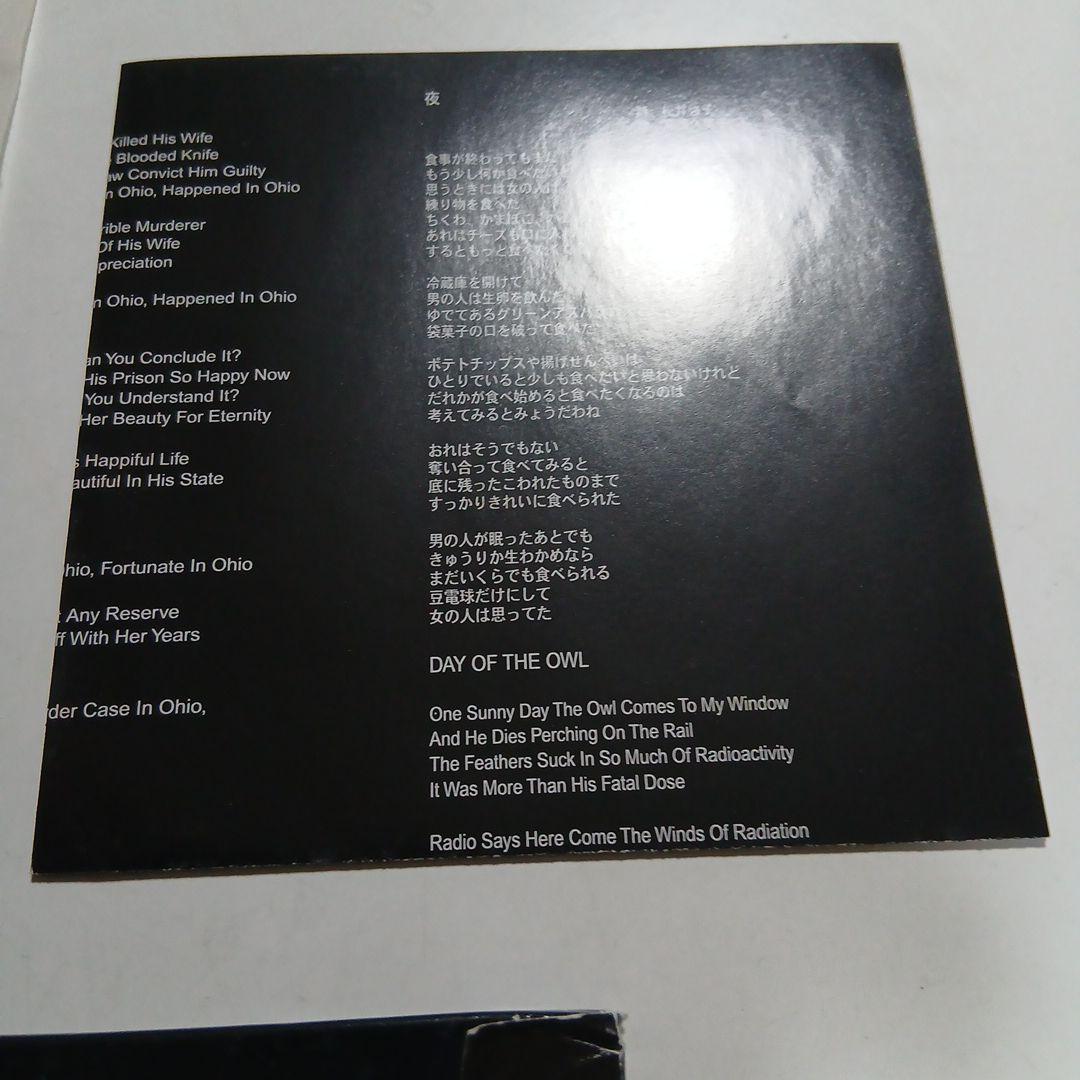 Killed His Wife
Blooded Knife
Convict Him Guilty
Ohio, Happened In Ohio
Murderer
Of His Wife
Ohio, Happened In Ohio
You Conclude It?
His Prison So Happy Now
You Understand It?
Her Beauty For Eternity
Happiful Life
In His State
Fortunate In Ohio
Any Reserve
With Her Years
Case In Ohio,
夜
食事が終わってもまだ
もう少し何か食べたい
思うときには女の人は
練り物を食べた
ちくわ、かまぼこ、
あればチーズも口に入
するともっと食べたく
冷蔵庫を開けて
男の人は生卵を飲んだ
ゆでてあるグリーンアスパ
袋菓子の口を破って食べた
ポテトチップスや揚げせんべいは
ひとりでいると少しも食べたいと思わないけれど
だれかが食べ始めると食べたくなるのは
考えてみるとみょうだわね
おれはそうでもない
奪い合って食べてみると
底に残ったこわれたものまで
すっかりきれいに食べられた
男の人が眠ったあとでも
きゅうりか生わかめなら
まだいくらでも食べられる
豆電球だけにして
女の人は思ってた
DAY OF THE OWL
One Sunny Day The Owl Comes To My Window
And He Dies Perching On The Rail
The Feathers Suck In So Much Of Radioactivity
It Was More Than His Fatal Dose
Radio Says Here Come The Winds Of Radiation